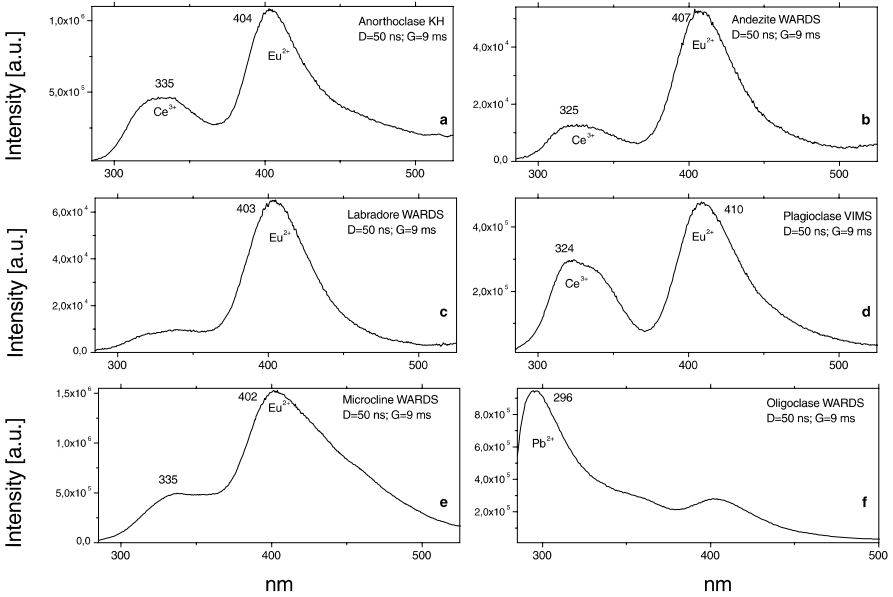 Intensity [a.u.]
1,0x10⁶
5,0x10⁵
404
Anorthoclase KH
D=50 ns; G=9 ms
Eu²⁺
335
Ce³⁺
a
300
400
500
4,0x10⁴
2,0x10⁴
0,0
407
Andezite WARDS
D=50 ns; G=9 ms
Eu²⁺
325
Ce³⁺
b
300
400
500
Intensity [a.u.]
6,0x10⁴
4,0x10⁴
2,0x10⁴
0,0
403
Labradore WARDS
D=50 ns; G=9 ms
Eu²⁺
c
300
400
500
4,0x10⁵
2,0x10⁵
410
Plagioclase VIMS
D=50 ns; G=9 ms
Eu²⁺
324
Ce³⁺
d
300
400
500
Intensity [a.u.]
1,5x10⁶
1,0x10⁶
5,0x10⁵
0,0
402
Microcline WARDS
D=50 ns; G=9 ms
Eu²⁺
335
e
300
400
500
nm
8,0x10⁵
6,0x10⁵
4,0x10⁵
2,0x10⁵
296
Oligoclase WARDS
D=50 ns; G=9 ms
Pb²⁺
f
300
400
500
nm